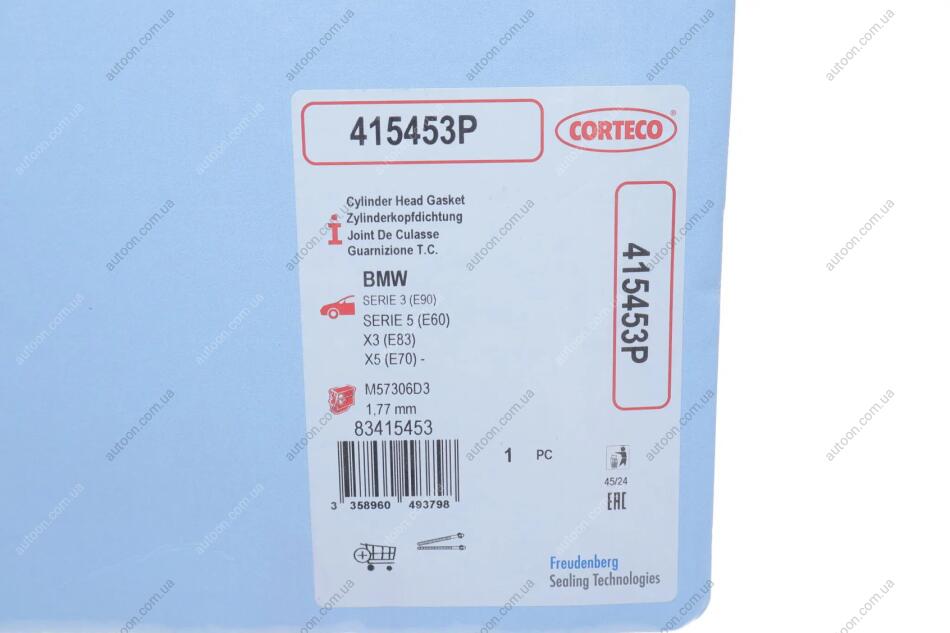 415453P
CORTECO®
Cylinder Head Gasket
Zylinderkopfdichtung
Joint De Culasse
Guarnizione T.C.
BMW
SERIE 3 (E90)
SERIE 5 (E60)
X3 (E83)
X5 (E70) -
415453P
M57306D3
1,77 mm
83415453
1 PC
3 358960 493798
45/24
EAC
Freudenberg
Sealing Technologies
autoon.com.ua